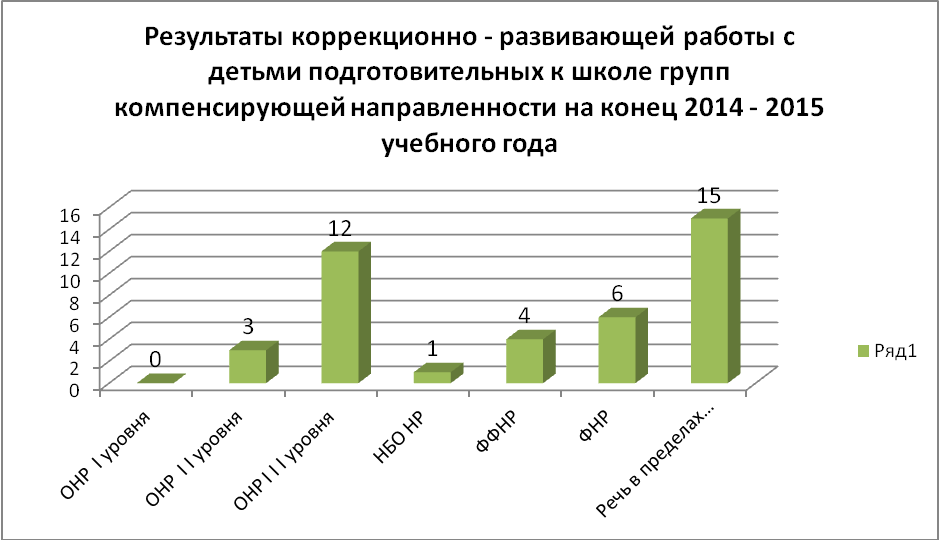 Результаты коррекционно - развивающей работы с
детьми подготовительных к школе групп
компенсирующей направленности на конец 2014 - 2015
учебного года
16
14
12
10
8
6
4
2
0
0
3
12
1
4
6
15
ОНР I уровня
ОНР I I уровня
ОНР I I I уровня
НБО НР
ФФНР
ФНР
Речь в пределах...
Ряд1